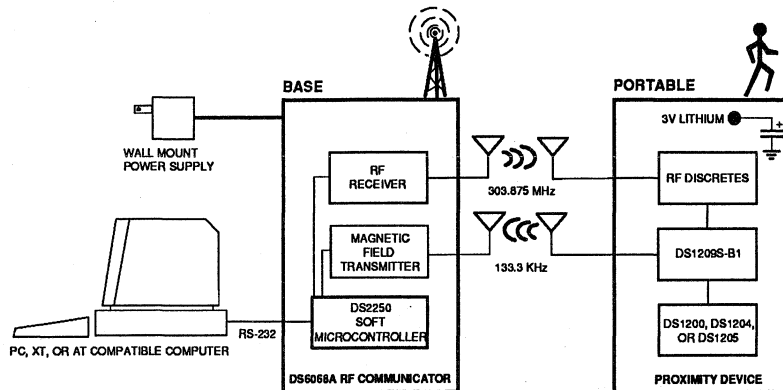 BASE
PORTABLE
3V LITHIUM
+
WALL MOUNT
POWER SUPPLY
RF
RECEIVER
303.875 MHz
RF DISCRETES
MAGNETIC
FIELD
TRANSMITTER
133.3 KHz
DS1209S-B1
DS2250
SOFT
MICROCONTROLLER
RS-232
DS1200, DS1204,
OR DS1205
PC, XT, OR AT COMPATIBLE COMPUTER
DS6068A RF COMMUNICATOR
PROXIMITY DEVICE